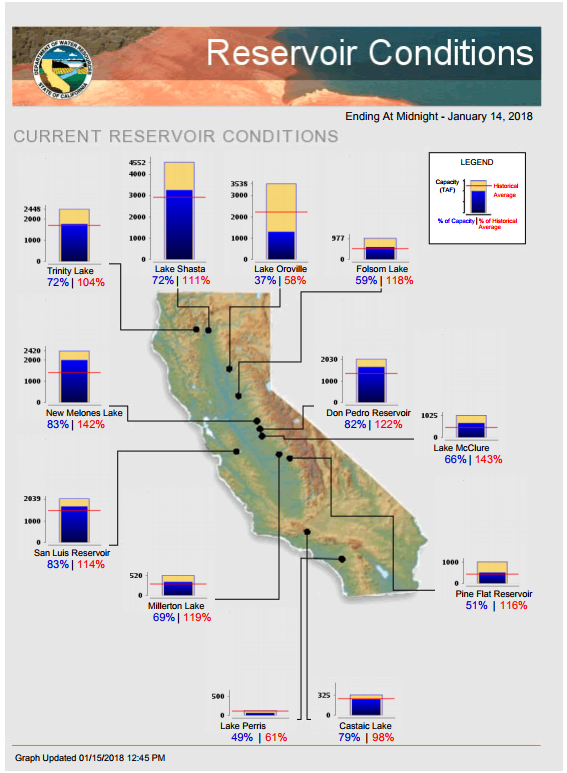 Reservoir Conditions
DEPARTMENT OF WATER RESOURCES
STATE OF CALIFORNIA
Ending At Midnight - January 14, 2018
CURRENT RESERVOIR CONDITIONS
LEGEND
Capacity
(TAF)
Historical
Average
% of Capacity | % of Historical
Average
2448
2000
1000
0
Trinity Lake
72% | 104%
4552
4000
3000
2000
1000
0
Lake Shasta
72% | 111%
3538
3000
2000
1000
0
Lake Oroville
37% | 58%
977
0
Folsom Lake
59% | 118%
2420
2000
1000
0
New Melones Lake
83% | 142%
2030
1000
0
Don Pedro Reservoir
82% | 122%
1025
0
Lake McClure
66% | 143%
2039
1000
0
San Luis Reservoir
83% | 114%
520
0
Millerton Lake
69% | 119%
1000
0
Pine Flat Reservoir
51% | 116%
500
0
Lake Perris
49% | 61%
325
0
Castaic Lake
79% | 98%
Graph Updated 01/15/2018 12:45 PM